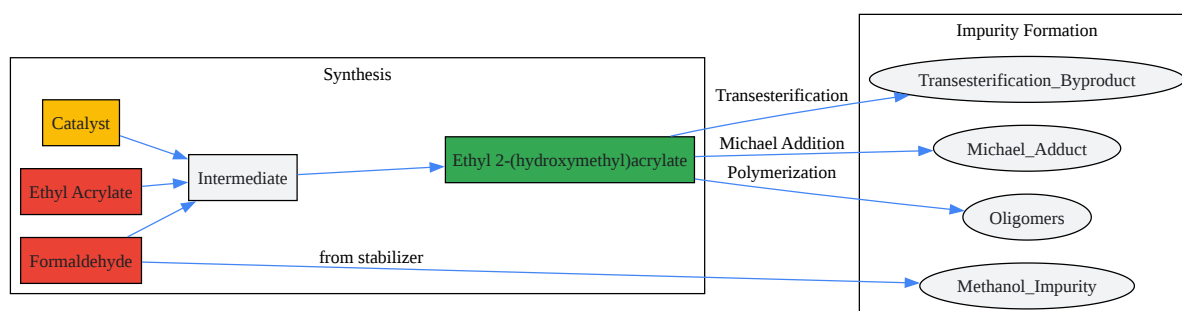 Impurity Formation
Synthesis
Transesterification_Byproduct
Transesterification
Catalyst
Michael Addition
Michael_Adduct
Ethyl 2-(hydroxymethyl)acrylate
Intermediate
Polymerization
Ethyl Acrylate
Oligomers
Formaldehyde
from stabilizer
Methanol_Impurity